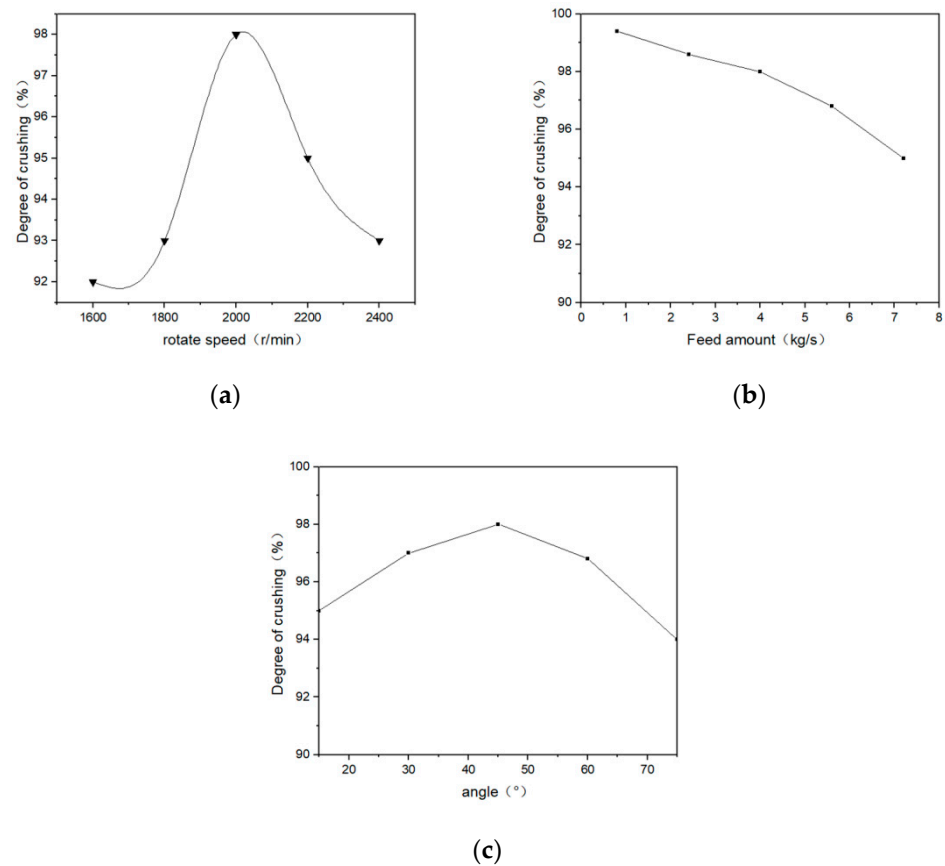 98
97
96
95
94
93
92
Degree of crushing（%）
1600 1800 2000 2200 2400
rotate speed（r/min）
(a)
100
98
96
94
92
90
Degree of crushing（%）
0 1 2 3 4 5 6 7 8
Feed amount（kg/s）
(b)
100
98
96
94
92
90
Degree of crushing（%）
20 30 40 50 60 70
angle（°）
(c)